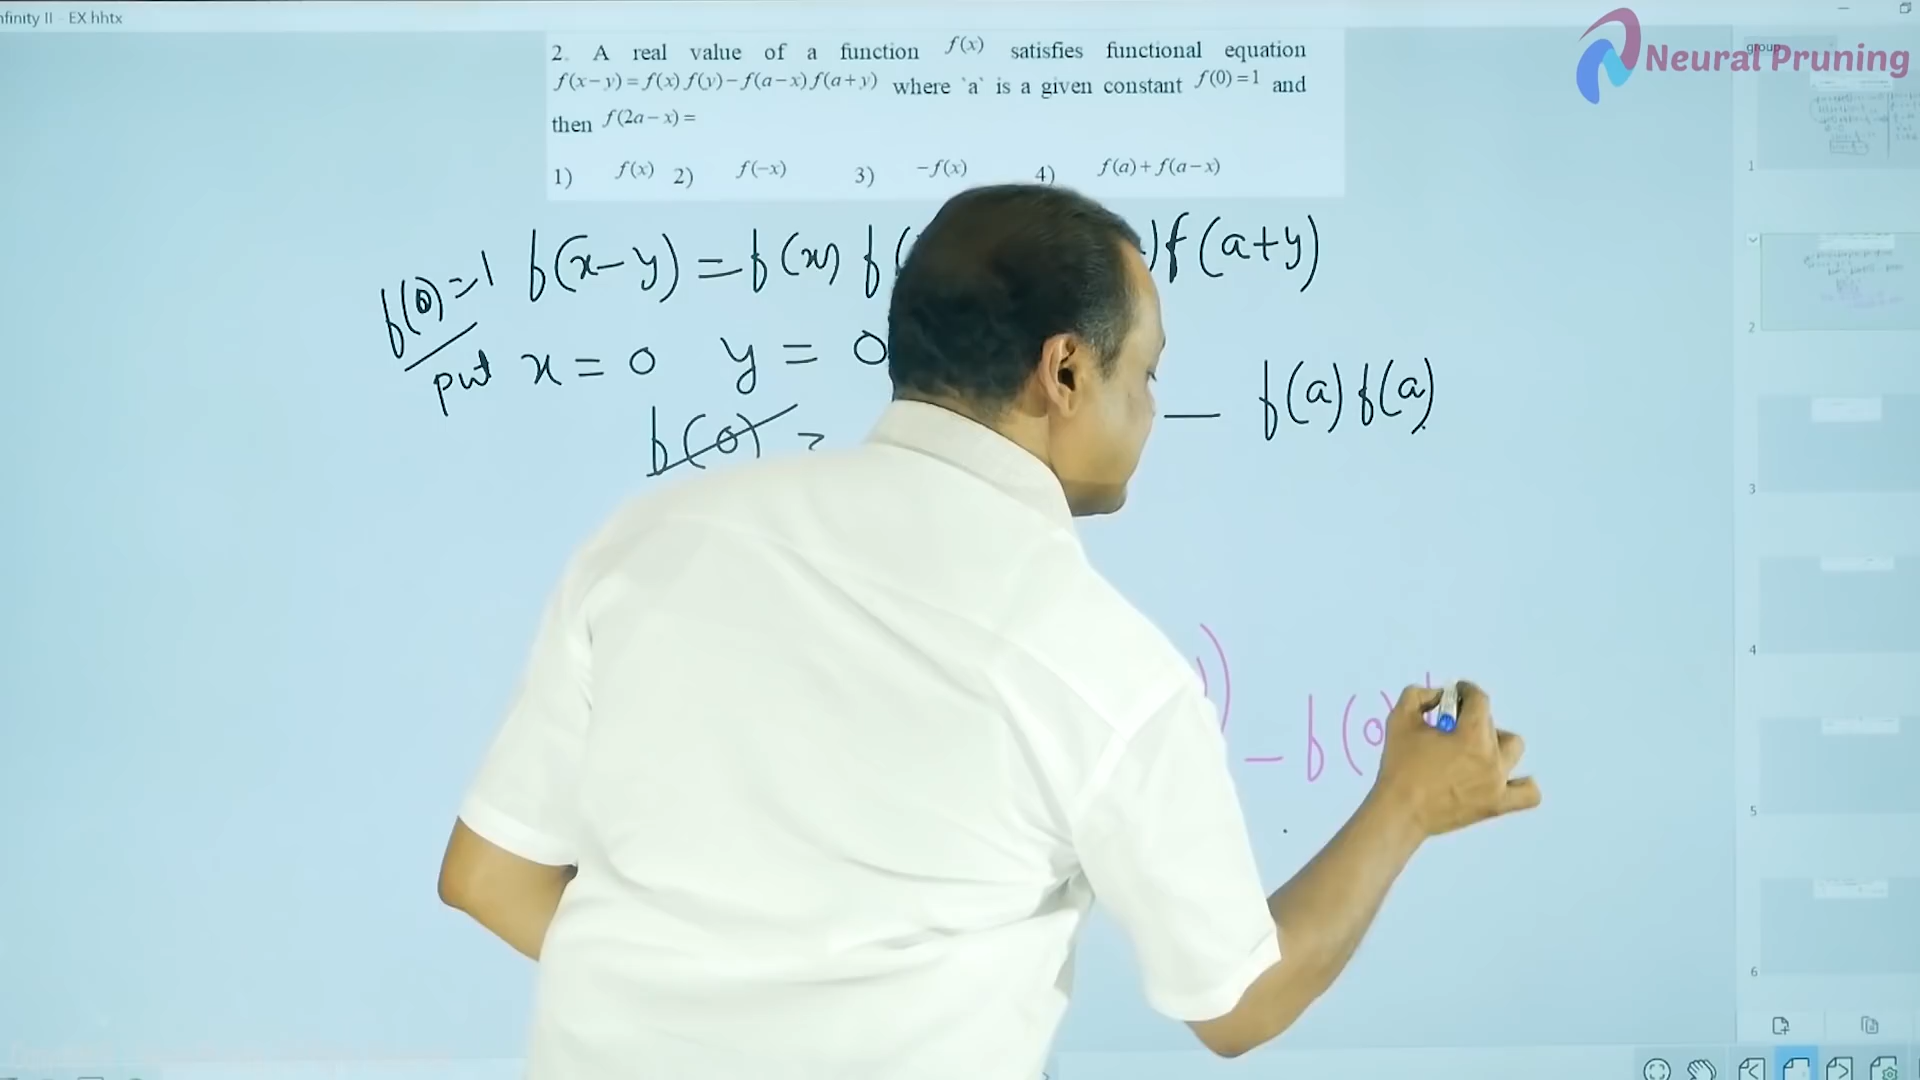 nfinity II - EX hhtx
Neural Pruning
group
2. A real value of a function f(x) satisfies functional equation
f(x−y)=f(x)f(y)−f(a−x)f(a+y) where `a` is a given constant f(0)=1 and
then f(2a−x)=
1) f(x) 2) f(−x) 3) −f(x) 4) f(a)+f(a−x)
f(0)=1 f(x−y)=f(x) f( )f(a+y)
put x=0 y=0
f(0) = − f(a)f(a)
) − f(0)
1
2
3
4
5
6